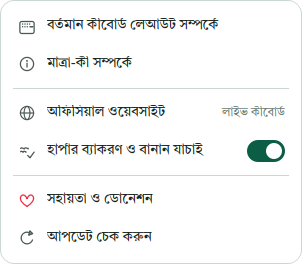 বর্তমান কীবোর্ড লেআউট সম্পর্কে
মাত্রা-কী সম্পর্কে
অফিসিয়াল ওয়েবসাইট লাইভ কীবোর্ড
হার্পার ব্যাকরণ ও বানান যাচাই
সহায়তা ও ডোনেশন
আপডেট চেক করুন